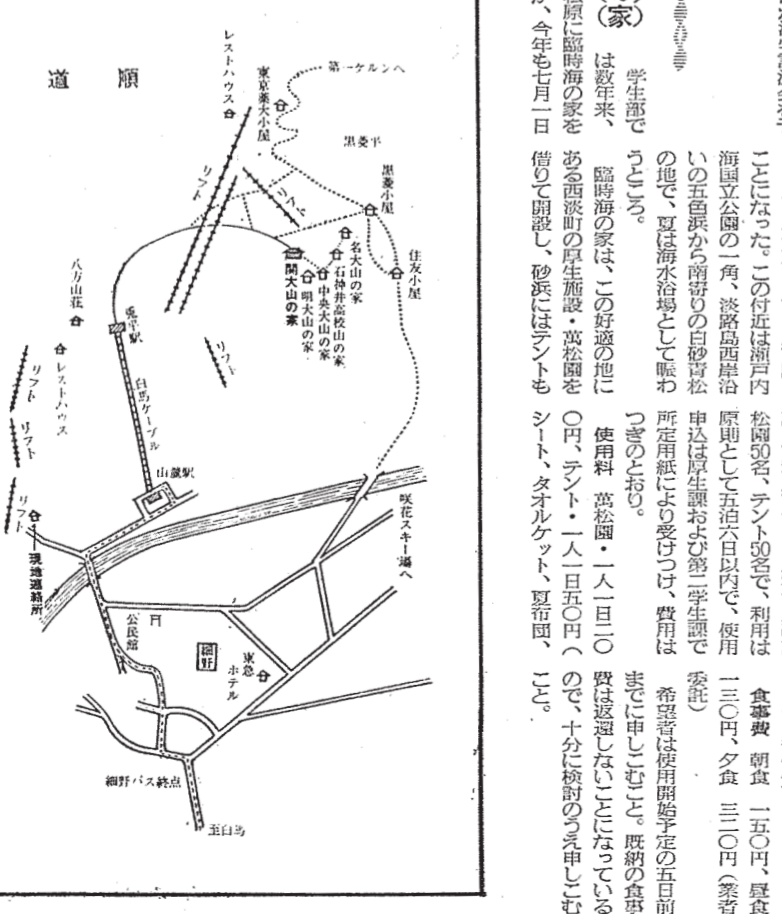 (家)
学生部で
は数年来、
松原に臨時海の家を
今年も七月一日
ことになった。この付近は瀬戸内
海国立公園の一角、淡路島西岸沿
いの五色浜から南寄りの白砂青松
の地で、夏は海水浴場として賑わ
うところ。
臨時海の家は、この好適の地に
ある西淡町の厚生施設・萬松園を
借りて開設し、砂浜にはテントも
松園50名、テント50名で、利用は
原則として五泊六日以内で、使用
申込は厚生課および第二学生課で
所定用紙により受けつけ、費用は
つぎのとおり。
使用料 萬松園・一人一日二〇
〇円、テント・一人一日五〇円(
シート、タオルケット、夏布団、
食事費 朝食 一五〇円、昼食
一三〇円、夕食 三二〇円(業者
委託)
希望者は使用開始予定の五日前
までに申しこむこと。既納の食事
費は返還しないことになっている
ので、十分に検討のうえ申しこむ
こと。
道順
レストハウス
東京薬大小屋
第一ケルンへ
黒菱平
黒菱小屋
リフト
リフト
住友小屋
名大山の家
石神井高校山の家
中央大山の家
明大山の家
関大山の家
八方山荘
兎平駅
リフト
レストハウス
リフト
リフト
リフト
白馬ケーブル
山麓駅
咲花スキー場へ
現地連絡所
公民館
細野
東急ホテル
細野バス終点
至白馬